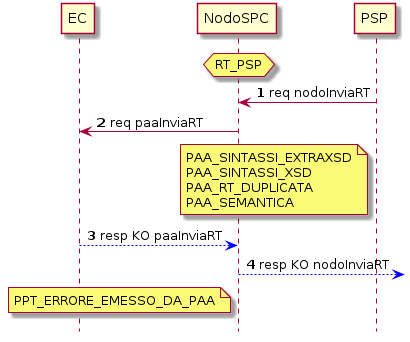 EC
NodoSPC
PSP
RT_PSP
1 req nodoInviaRT
2 req paaInviaRT
PAA_SINTASSI_EXTRAXSD
PAA_SINTASSI_XSD
PAA_RT_DUPLICATA
PAA_SEMANTICA
3 resp KO paaInviaRT
4 resp KO nodoInviaRT
PPT_ERRORE_EMESSO_DA_PAA